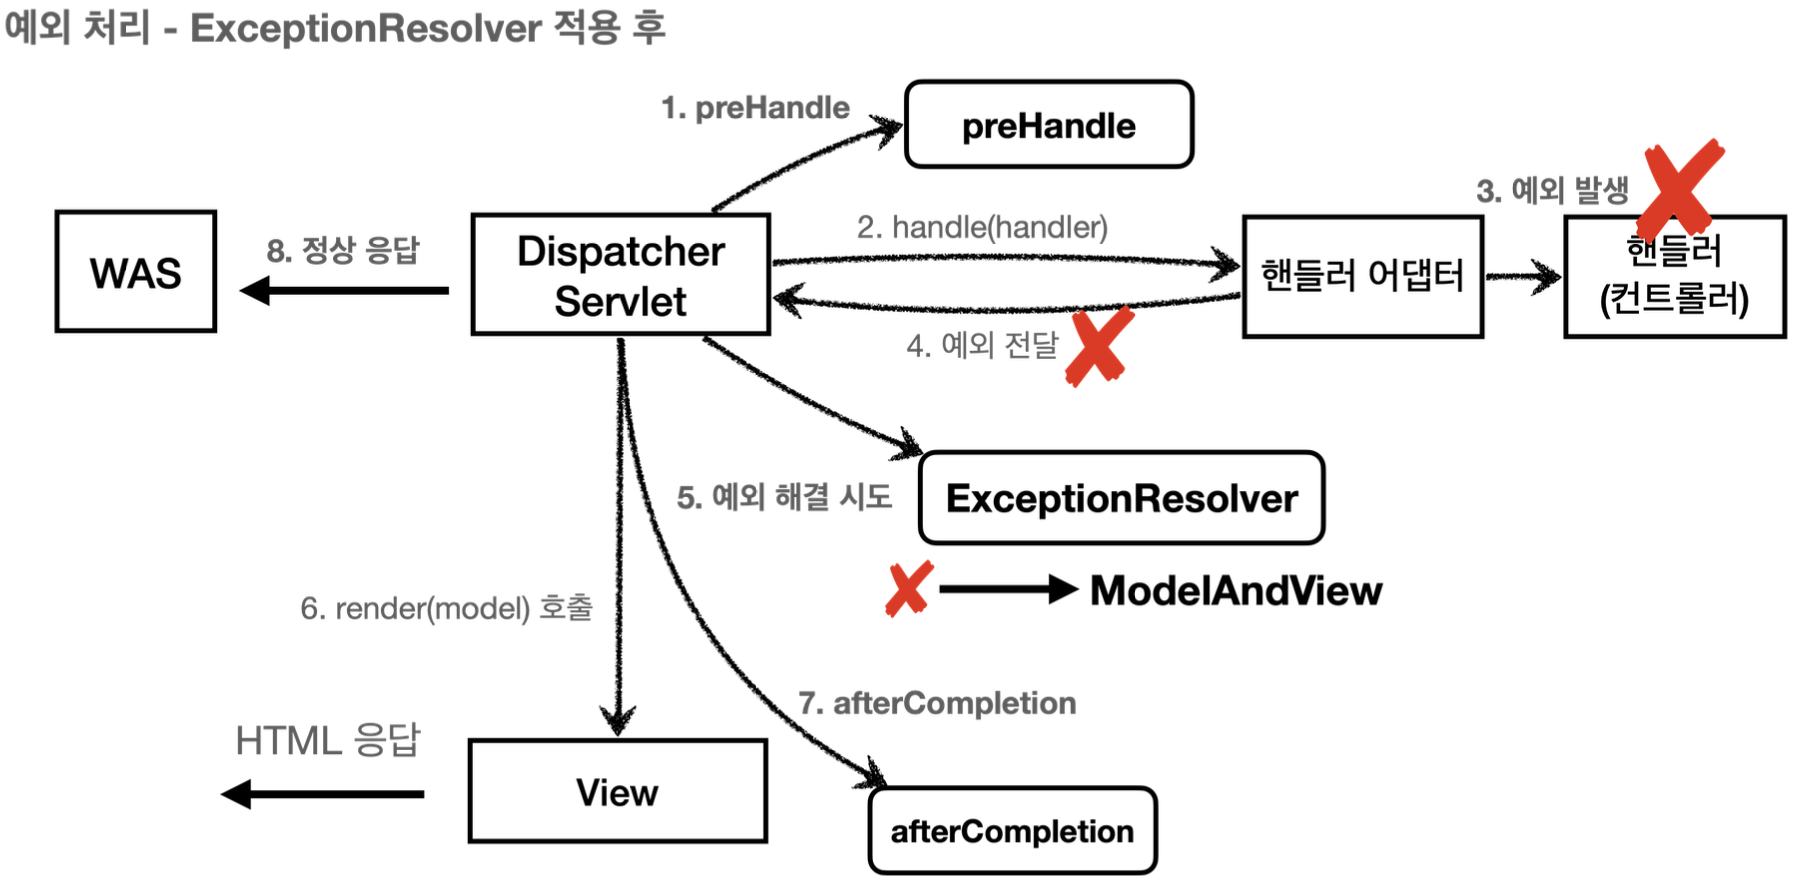 예외 처리 - ExceptionResolver 적용 후
1. preHandle
preHandle
3. 예외 발생
WAS
8. 정상 응답
Dispatcher
Servlet
2. handle(handler)
핸들러 어댑터
핸들러
(컨트롤러)
4. 예외 전달
5. 예외 해결 시도
ExceptionResolver
ModelAndView
6. render(model) 호출
7. afterCompletion
HTML 응답
View
afterCompletion